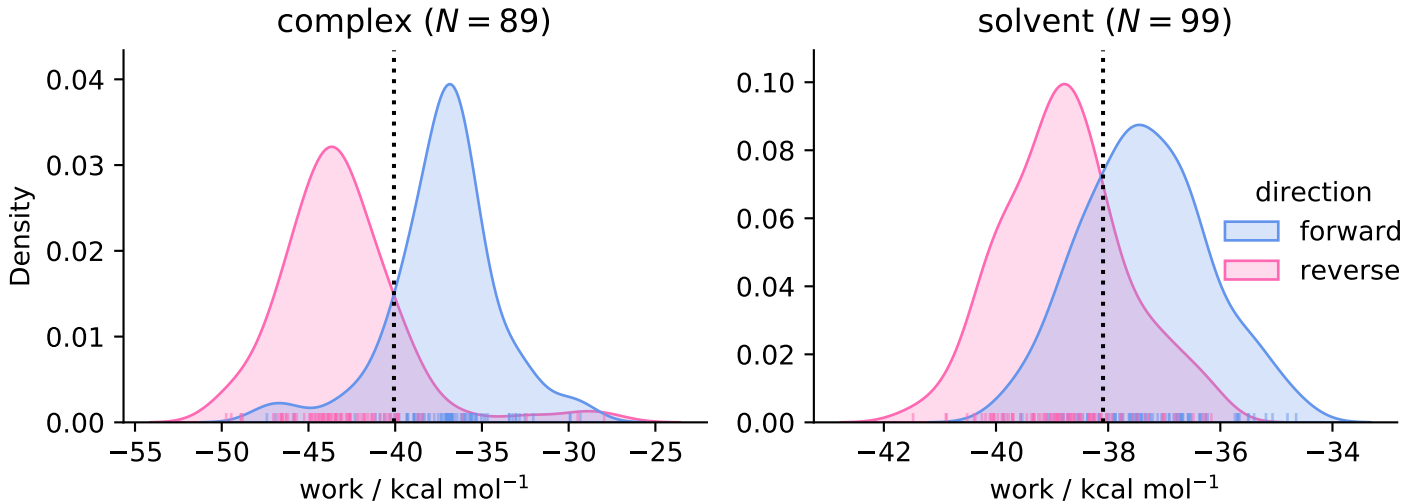 complex (N = 89)
Density
0.04
0.03
0.02
0.01
0.00
−55 −50 −45 −40 −35 −30 −25
work / kcal mol⁻¹
solvent (N = 99)
0.10
0.08
0.06
0.04
0.02
0.00
−42 −40 −38 −36 −34
work / kcal mol⁻¹
direction
forward
reverse